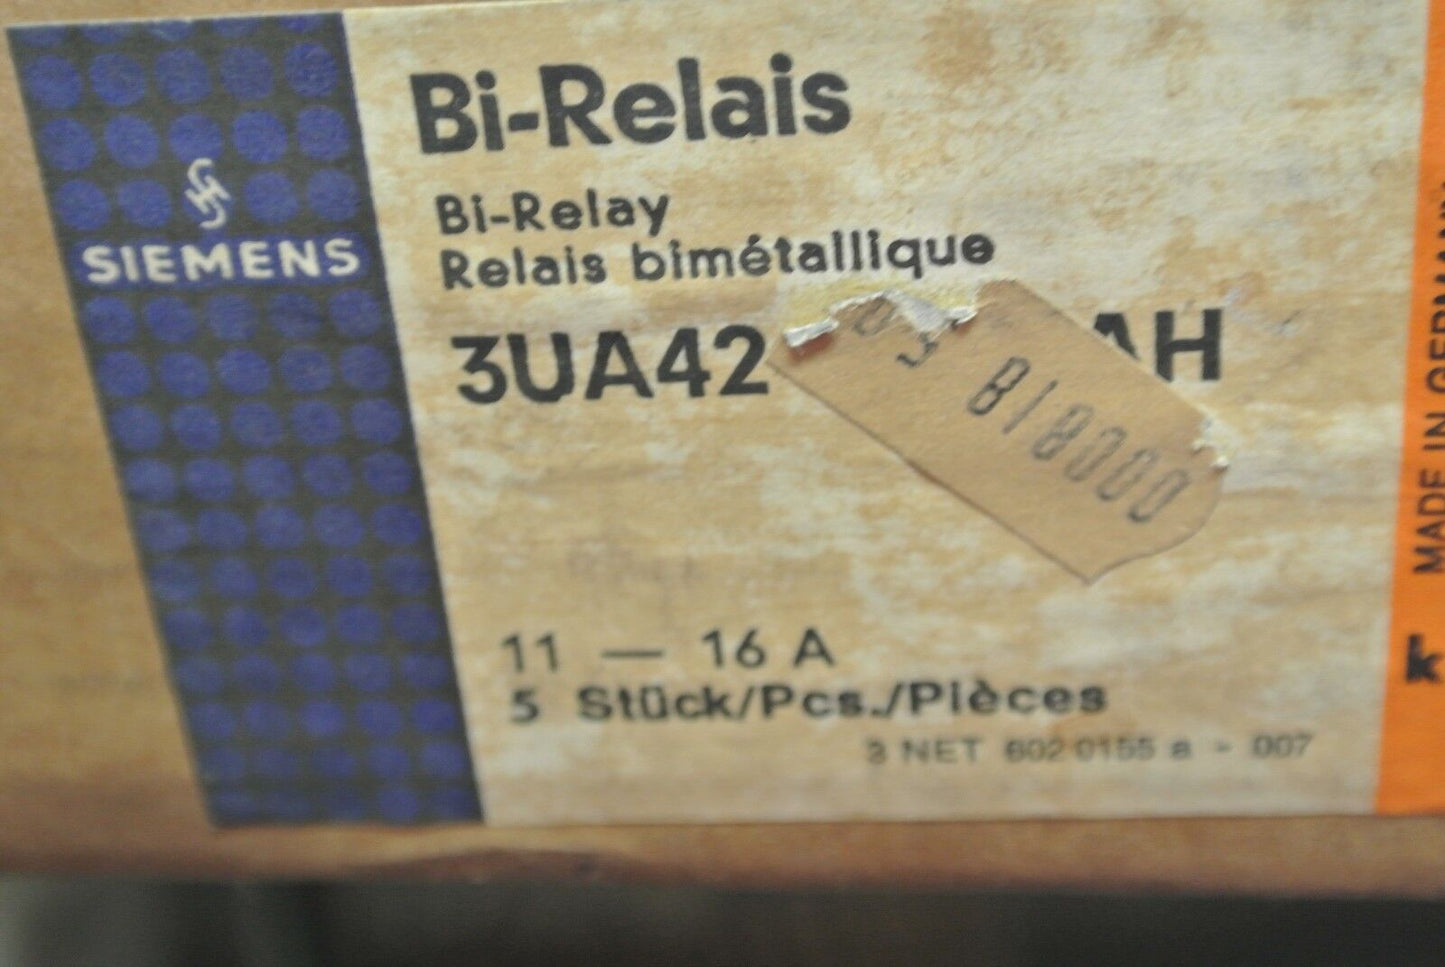 SIEMENS
Bi-Relais
Bi-Relay
Relais bimétallique
3UA42 AH
818000
11 — 16 A
5 Stück/Pcs./Pièces
3 NET 602 0155 a - 007
MADE IN GERMANY